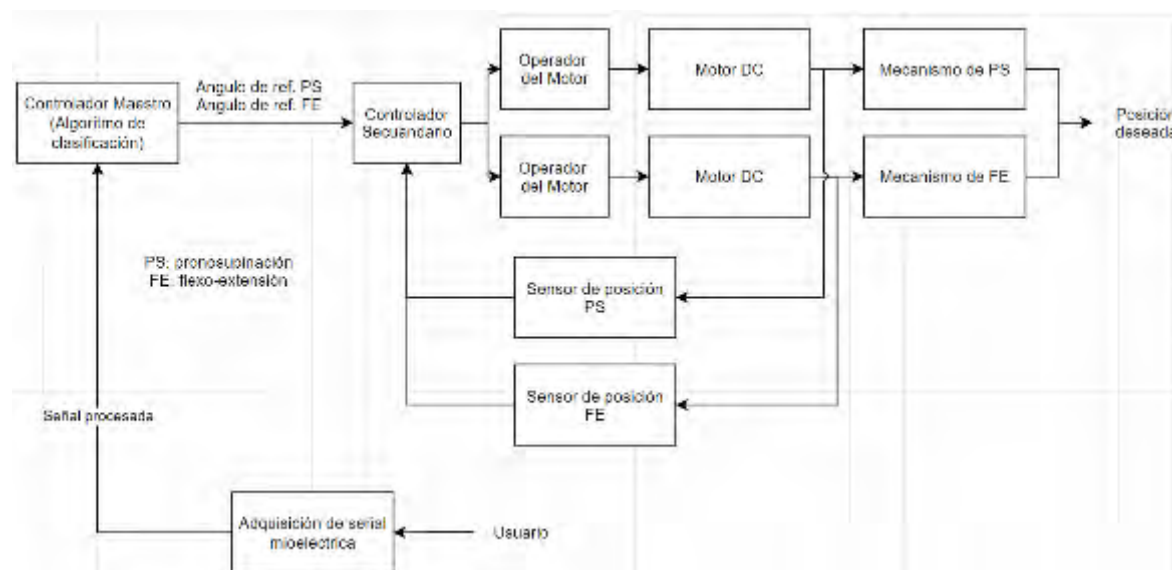 Operador
del Motor
Motor DC
Mecanismo de PS
Angulo de ref. PS
Angulo de ref. FE
Controlador Maestro
(Algoritmo de
clasificación)
Controlador
Secuandario
Posición
deseada
Operador
del Motor
Motor DC
Mecanismo de FE
PS: pronosupinación
FE: flexo-extensión
Sensor de posición
PS
Sensor de posición
FE
Señal procesada
Adquisición de señal
mioelectrica
Usuario